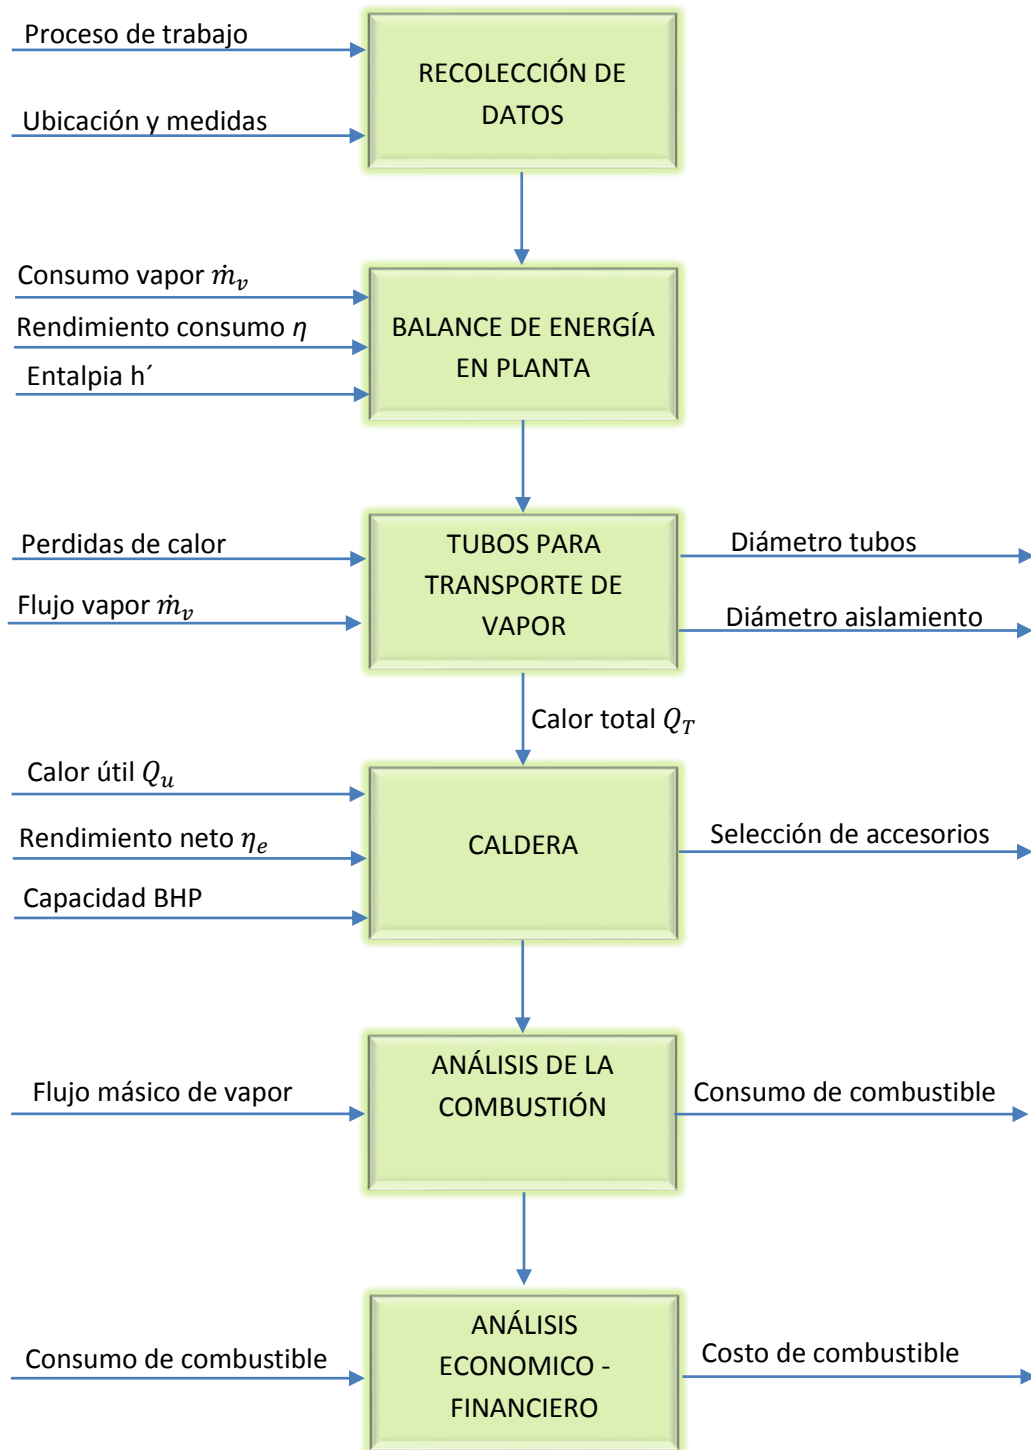 Proceso de trabajo
Ubicación y medidas
RECOLECCIÓN DE
DATOS
Consumo vapor ṁᵥ
Rendimiento consumo η
Entalpia h´
BALANCE DE ENERGÍA
EN PLANTA
Perdidas de calor
Flujo vapor ṁᵥ
TUBOS PARA
TRANSPORTE DE
VAPOR
Diámetro tubos
Diámetro aislamiento
Calor total Q_T
Calor útil Q_u
Rendimiento neto η_e
Capacidad BHP
CALDERA
Selección de accesorios
Flujo másico de vapor
ANÁLISIS DE LA
COMBUSTIÓN
Consumo de combustible
Consumo de combustible
ANÁLISIS
ECONOMICO -
FINANCIERO
Costo de combustible